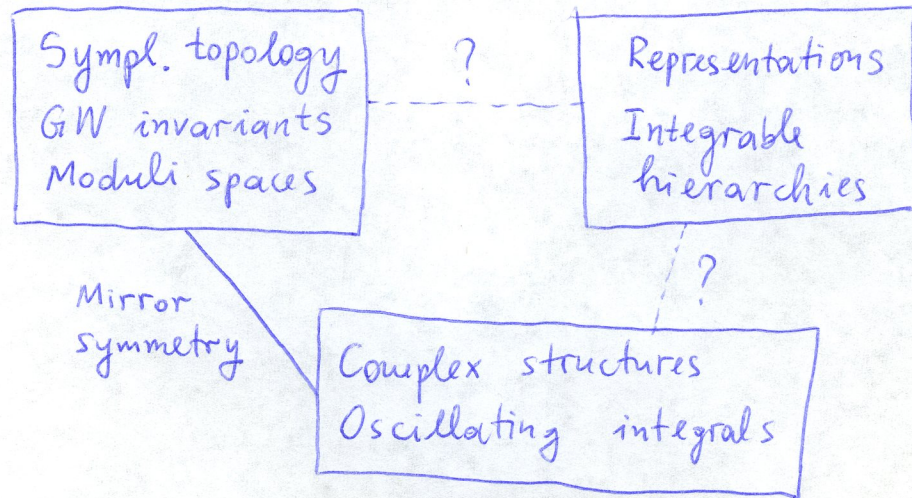 Sympl. topology
GW invariants
Moduli spaces
?
Representations
Integrable
hierarchies
?
Mirror
symmetry
Complex structures
Oscillating integrals